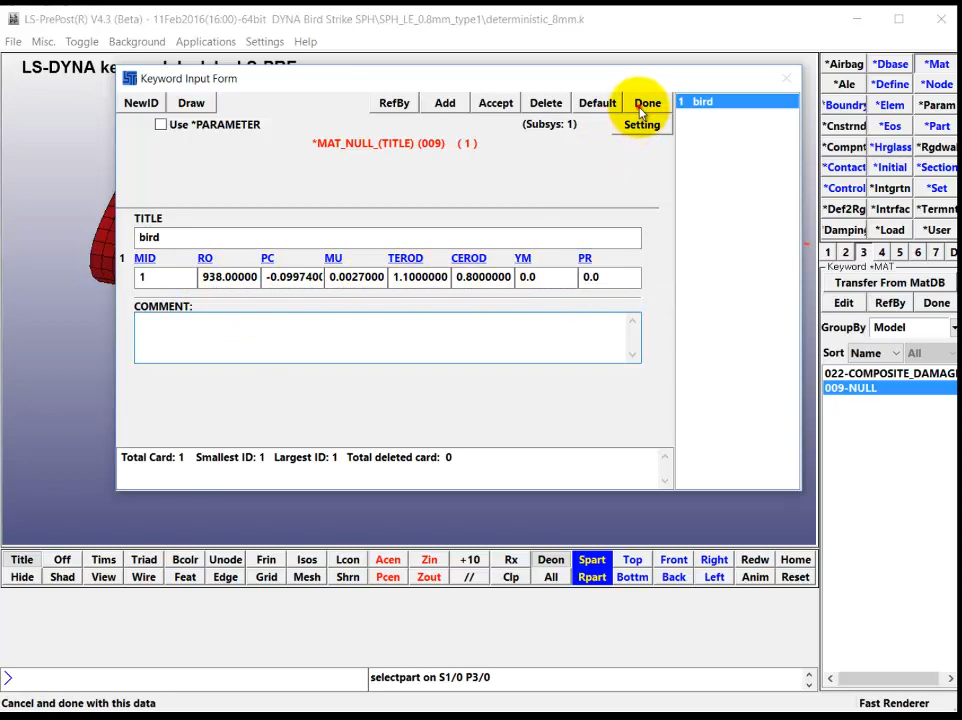 LS-PrePost(R) V4.3 (Beta) - 11Feb2016(16:00)-64bit DYNA Bird Strike SPH\SPH_LE_0.8mm_type1\deterministic_8mm.k
File Misc. Toggle Background Applications Settings Help
Keyword Input Form
NewID Draw RefBy Add Accept Delete Default Done
Use *PARAMETER (Subsys: 1) Setting
*MAT_NULL_(TITLE) (009) ( 1 )
TITLE
bird
MID RO PC MU TEROD CEROD YM PR
1 1 938.00000 -0.0997400 0.0027000 1.1000000 0.8000000 0.0 0.0
COMMENT:
Total Card: 1 Smallest ID: 1 Largest ID: 1 Total deleted card: 0
1 bird
*Airbag *Dbase *Mat
*Ale *Define *Node
*Boundry *Elem *Param
*Cnstrnd *Eos *Part
*Compnt *Hrglass *Rgdwal
*Contact *Initial *Section
*Control *Intgrtn *Set
*Def2Rg *Intrfac *Termnt
*Damping *Load *User
1 2 3 4 5 6 7 D
Keyword *MAT
Transfer From MatDB
Edit RefBy Done
GroupBy Model
Sort Name All
022-COMPOSITE_DAMAG
009-NULL
Title Off Tims Triad Bcolr Unode Frin Isos Lcon Acen Zin +10 Rx Deon Spart Top Front Right Redw Home
Hide Shad View Wire Feat Edge Grid Mesh Shrn Pcen Zout // Clp All Rpart Bottm Back Left Anim Reset
> selectpart on S1/0 P3/0
Cancel and done with this data Fast Renderer